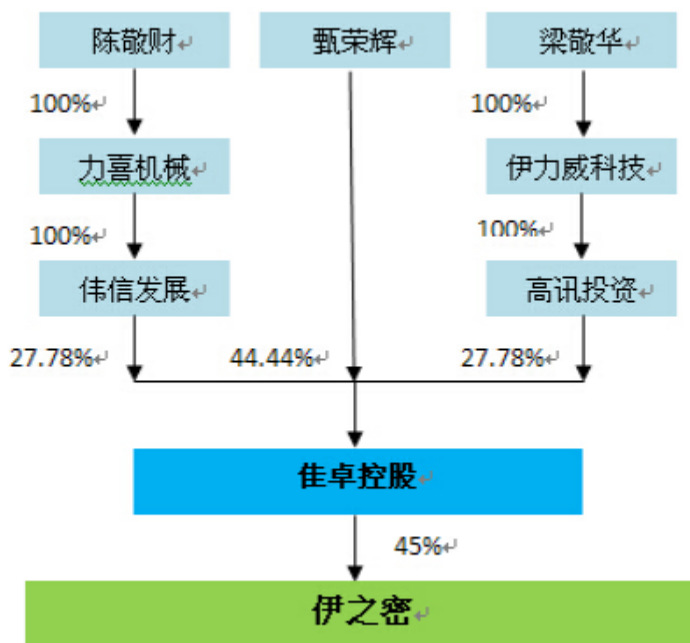 陈敬财 甄荣辉 梁敬华
100% 100%
力喜机械 伊力威科技
100% 100%
伟信发展 高讯投资
27.78% 44.44% 27.78%
佳卓控股
45%
伊之密